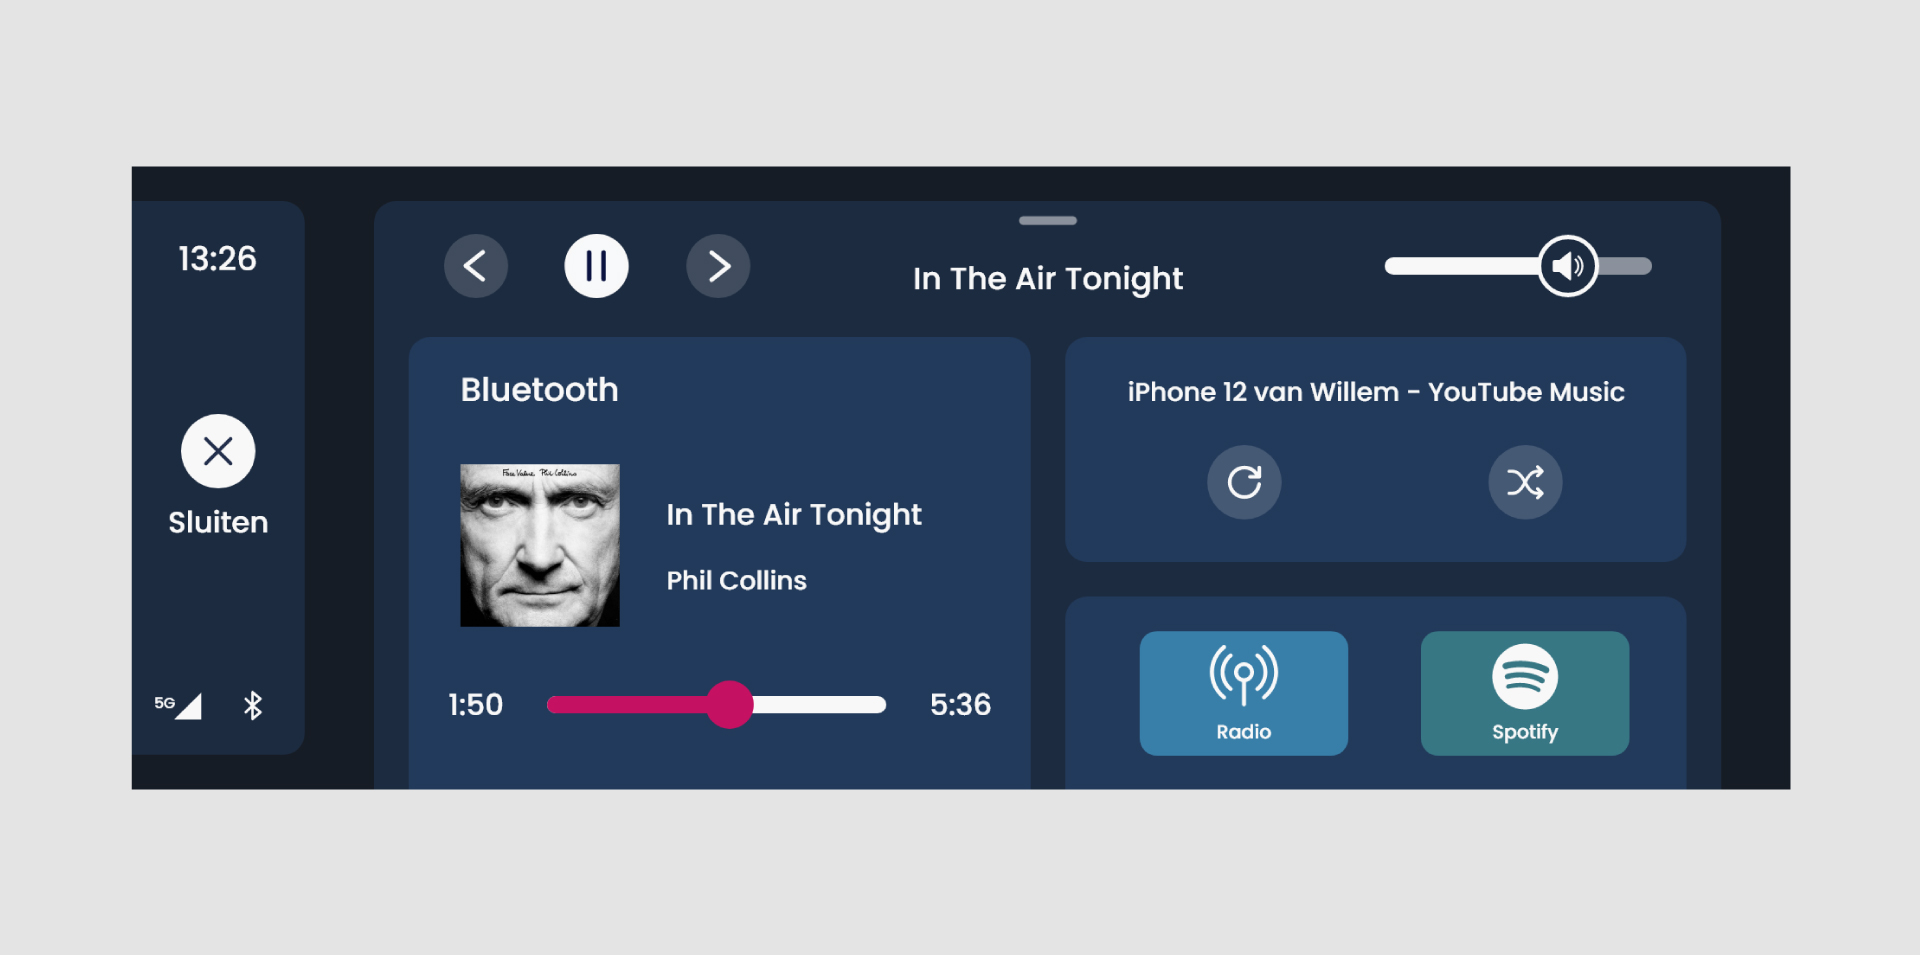 13:26
Sluiten
5G
In The Air Tonight
Bluetooth
Face Value. Phil Collins
In The Air Tonight
Phil Collins
1:50
5:36
iPhone 12 van Willem - YouTube Music
Radio
Spotify